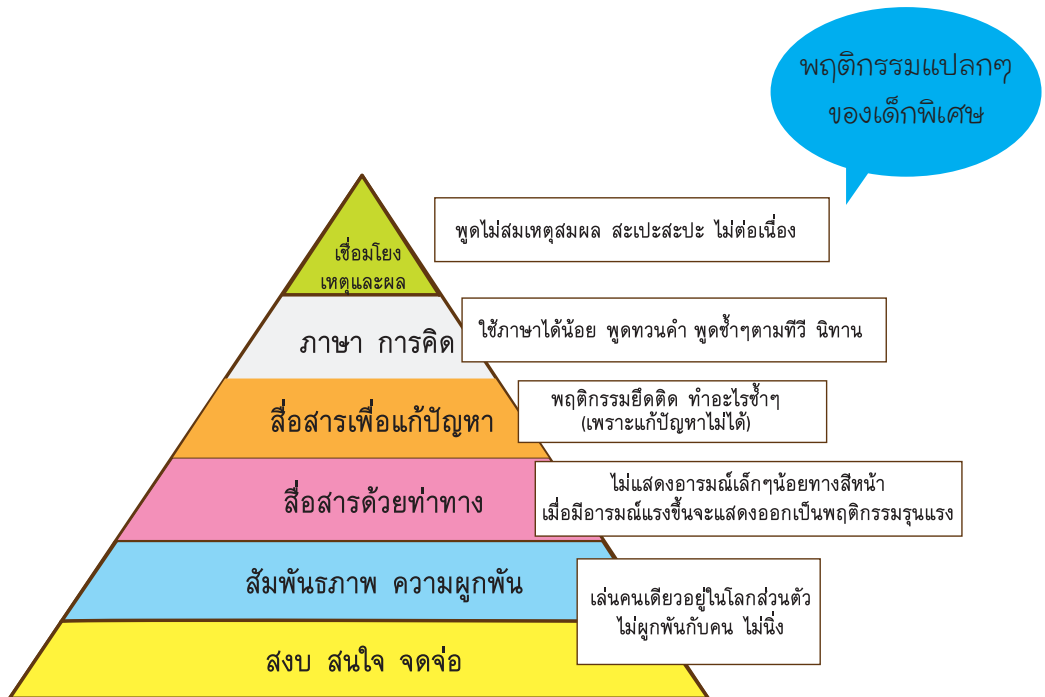 พฤติกรรมแปลกๆ
ของเด็กพิเศษ
พูดไม่สมเหตุสมผล สะเปะสะปะ ไม่ต่อเนื่อง
เชื่อมโยง
เหตุและผล
ใช้ภาษาได้น้อย พูดทวนคำ พูดซ้ำๆตามทีวี นิทาน
ภาษา การคิด
พฤติกรรมยึดติด ทำอะไรซ้ำๆ
(เพราะแก้ปัญหาไม่ได้)
สื่อสารเพื่อแก้ปัญหา
ไม่แสดงอารมณ์เล็กๆน้อยทางสีหน้า
เมื่อมีอารมณ์แรงขึ้นจะแสดงออกเป็นพฤติกรรมรุนแรง
สื่อสารด้วยท่าทาง
สัมพันธภาพ ความผูกพัน
เล่นคนเดียวอยู่ในโลกส่วนตัว
ไม่ผูกพันกับคน ไม่นิ่ง
สงบ สนใจ จดจ่อ